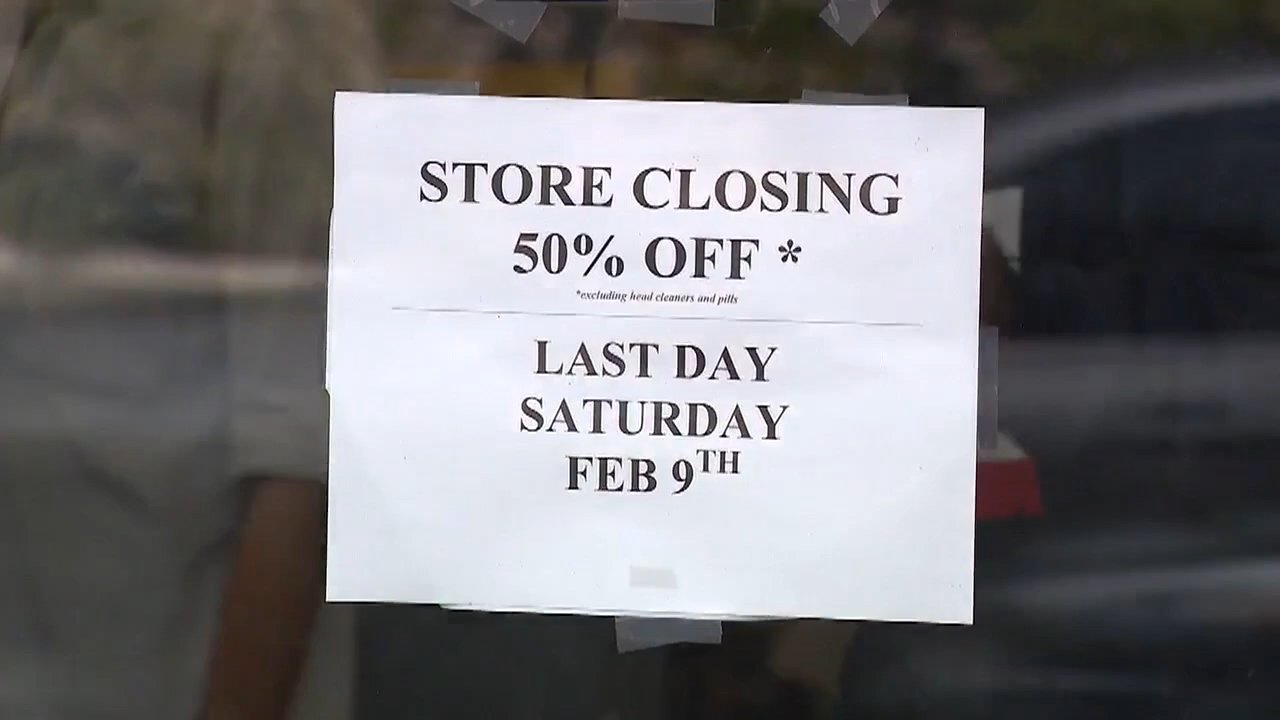 STORE CLOSING
50% OFF *
*excluding head cleaners and pills
LAST DAY
SATURDAY
FEB 9TH